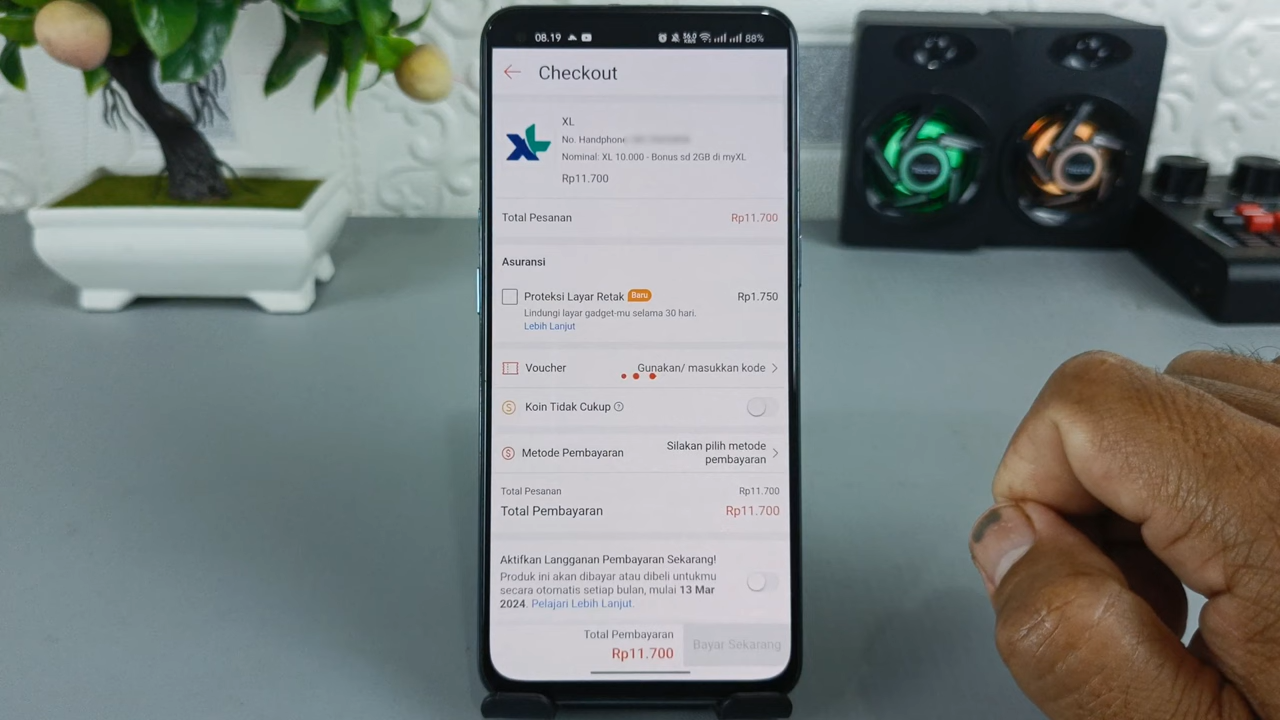 08.19
88%
Checkout
XL
No. Handphone
Nominal: XL 10.000 - Bonus sd 2GB di myXL
Rp11.700
Total Pesanan Rp11.700
Asuransi
Proteksi Layar Retak Baru Rp1.750
Lindungi layar gadget-mu selama 30 hari.
Lebih Lanjut
Voucher Gunakan/ masukkan kode
Koin Tidak Cukup
Metode Pembayaran Silakan pilih metode
pembayaran
Total Pesanan Rp11.700
Total Pembayaran Rp11.700
Aktifkan Langganan Pembayaran Sekarang!
Produk ini akan dibayar atau dibeli untukmu
secara otomatis setiap bulan, mulai 13 Mar
2024. Pelajari Lebih Lanjut.
Total Pembayaran
Rp11.700
Bayar Sekarang